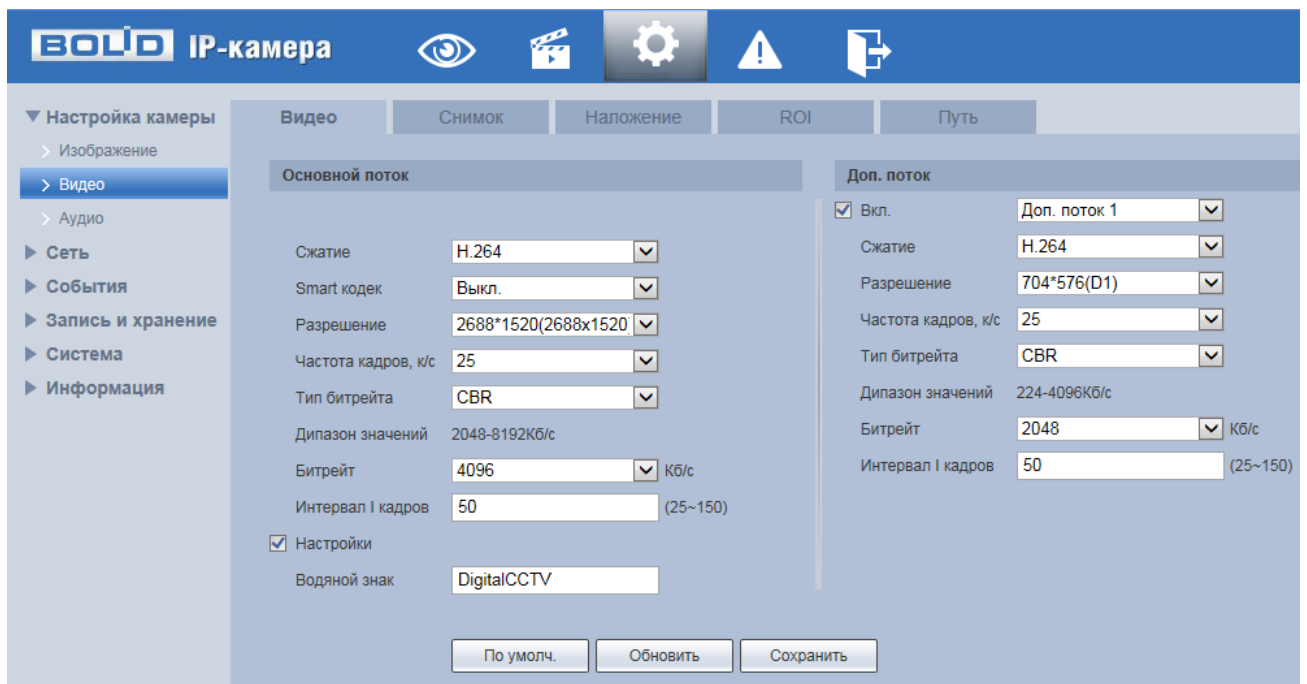 BOLID IP-камера
Настройка камеры
Изображение
Видео
Аудио
Сеть
События
Запись и хранение
Система
Информация
Видео Снимок Наложение ROI Путь
Основной поток
Сжатие H.264
Smart кодек Выкл.
Разрешение 2688*1520(2688x1520)
Частота кадров, к/с 25
Тип битрейта CBR
Дипазон значений 2048-8192Кб/с
Битрейт 4096 Кб/с
Интервал I кадров 50 (25~150)
Настройки
Водяной знак DigitalCCTV
Доп. поток
Вкл. Доп. поток 1
Сжатие H.264
Разрешение 704*576(D1)
Частота кадров, к/с 25
Тип битрейта CBR
Дипазон значений 224-4096Кб/с
Битрейт 2048 Кб/с
Интервал I кадров 50 (25~150)
По умолч. Обновить Сохранить